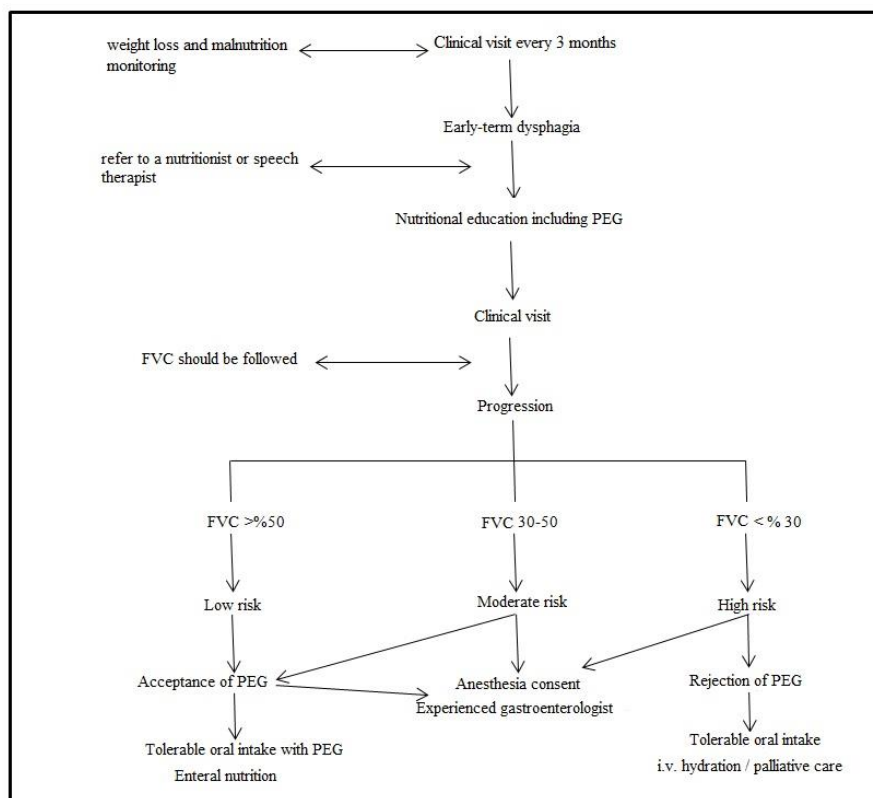 weight loss and malnutrition
monitoring
Clinical visit every 3 months
Early-term dysphagia
refer to a nutritionist or speech
therapist
Nutritional education including PEG
Clinical visit
FVC should be followed
Progression
FVC >%50
FVC 30-50
FVC < % 30
Low risk
Moderate risk
High risk
Acceptance of PEG
Anesthesia consent
Experienced gastroenterologist
Rejection of PEG
Tolerable oral intake with PEG
Enteral nutrition
Tolerable oral intake
i.v. hydration / palliative care